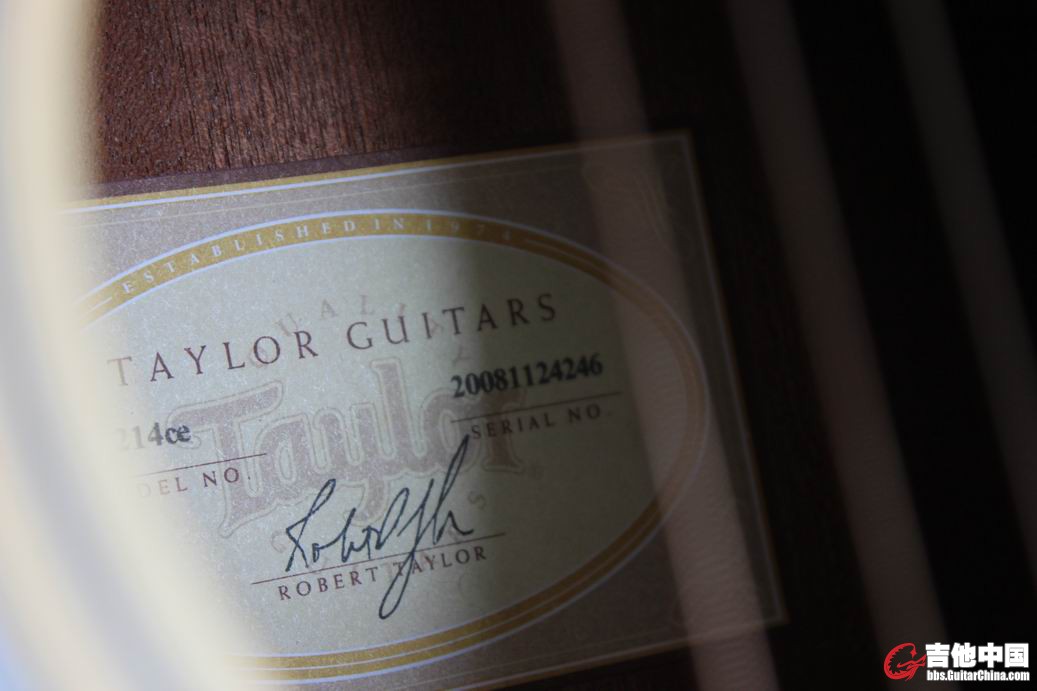 ESTABLISHED IN 1974
TAYLOR GUITARS
Taylor
214ce
20081124246
SERIAL NO.
DEL NO.
ROBERT TAYLOR
吉他中国
bbs.GuitarChina.com